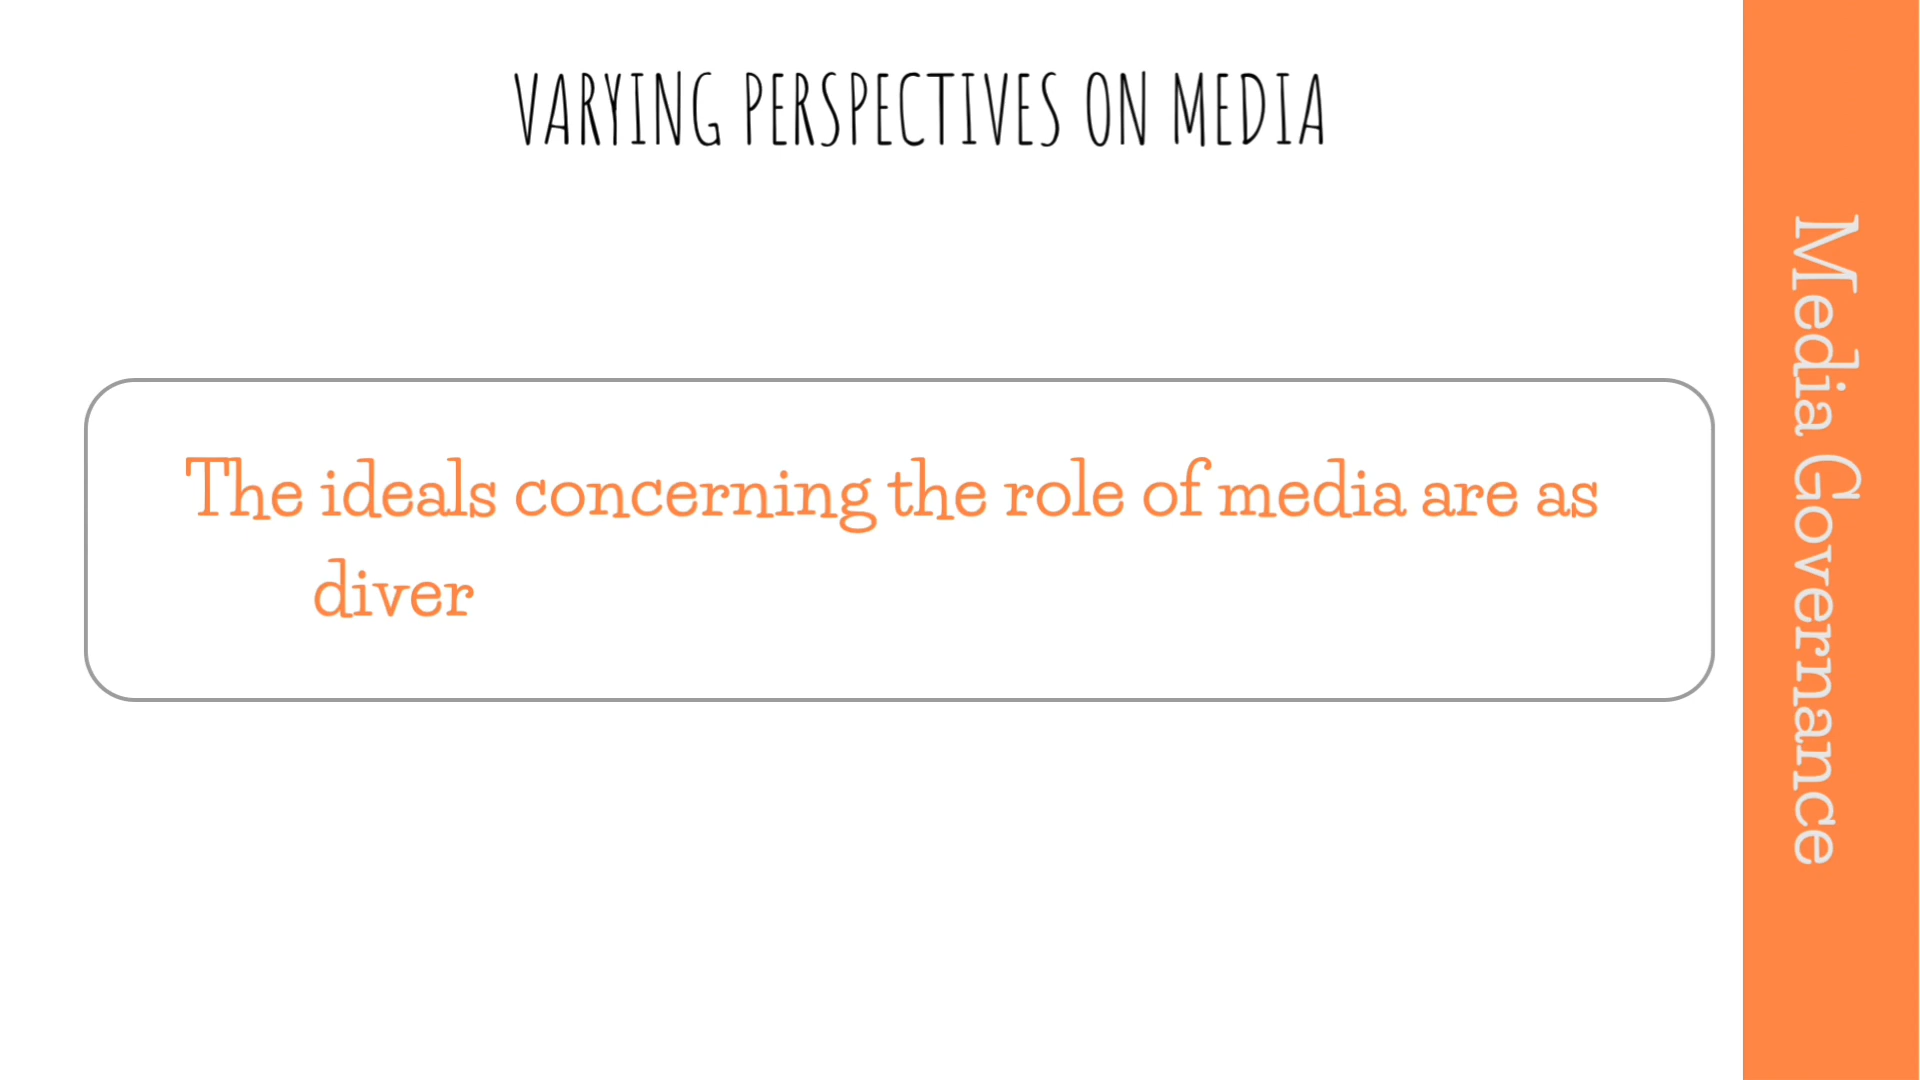 VARYING PERSPECTIVES ON MEDIA
The ideals concerning the role of media are as
diver
Media Governance